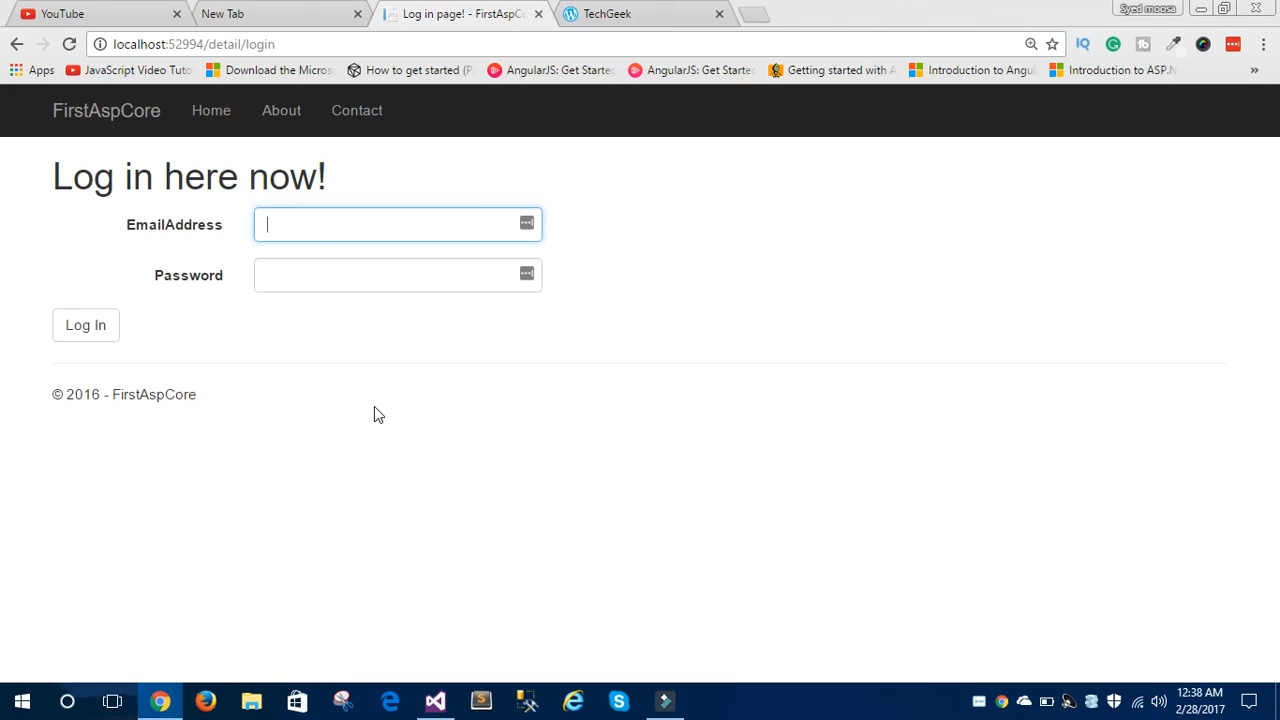 YouTube
New Tab
Log in page! - FirstAspC
TechGeek
Syed moosa
localhost:52994/detail/login
Apps
JavaScript Video Tuto
Download the Micros
How to get started (P
AngularJS: Get Starte
AngularJS: Get Starte
Getting started with A
Introduction to Angu
Introduction to ASP.N
FirstAspCore
Home
About
Contact
Log in here now!
EmailAddress
Password
Log In
© 2016 - FirstAspCore
12:38 AM
2/28/2017